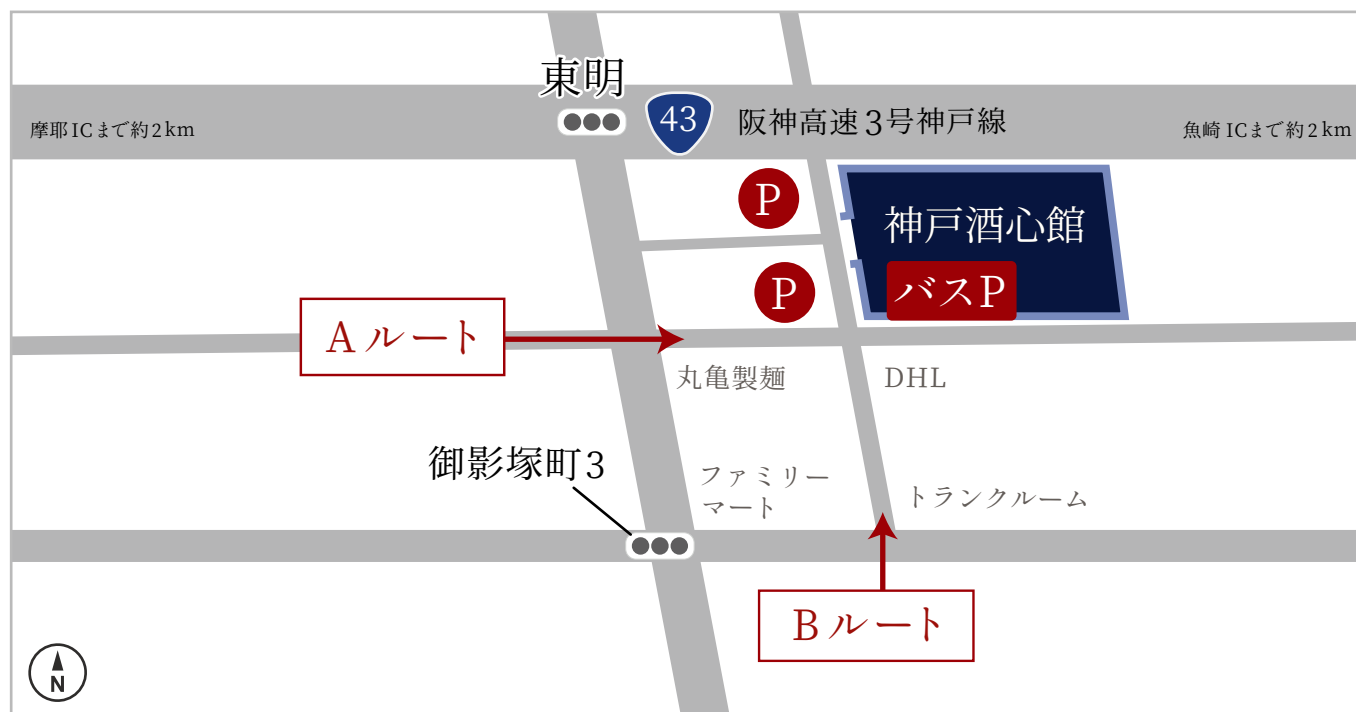 東明
43
阪神高速3号神戸線
摩耶ICまで約2km
魚崎ICまで約2km
P
神戸酒心館
P
バスP
Aルート
丸亀製麺
DHL
御影塚町3
ファミリー
マート
トランクルーム
Bルート
N